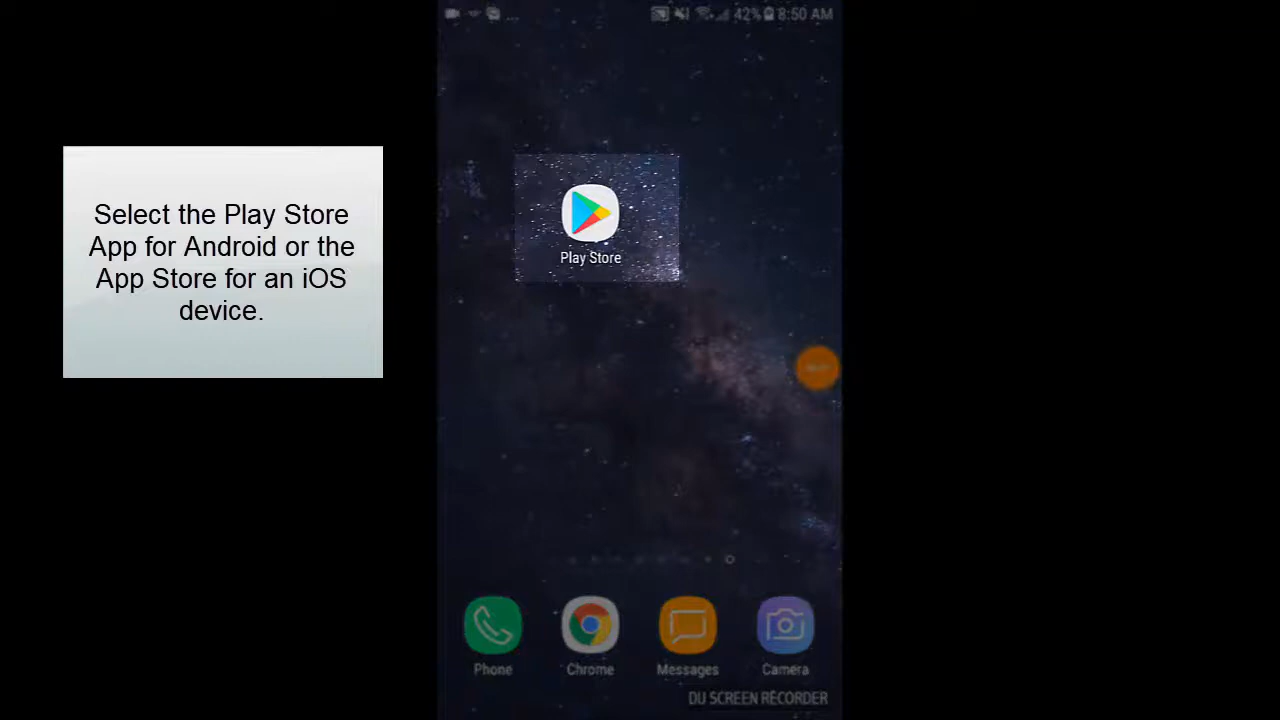 42% 8:50 AM
Select the Play Store
App for Android or the
App Store for an iOS
device.
Play Store
Phone Chrome Messages Camera
DU SCREEN RECORDER